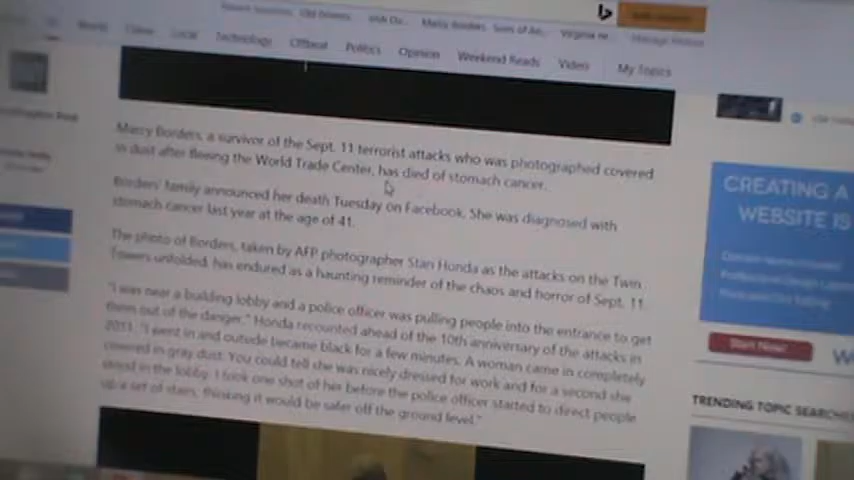 World
Local
Technology
Offbeat
Politics
Opinion
Weekend Reads
Video
My Topics
Marcy Borders, a survivor of the Sept. 11 terrorist attacks who was photographed covered
in dust after fleeing the World Trade Center, has died of stomach cancer.
Borders' family announced her death Tuesday on Facebook. She was diagnosed with
stomach cancer last year at the age of 41.
The photo of Borders, taken by AFP photographer Stan Honda as the attacks on the Twin
Towers unfolded, has endured as a haunting reminder of the chaos and horror of Sept. 11.
"I was near a building lobby and a police officer was pulling people into the entrance to get
them out of the danger," Honda recounted ahead of the 10th anniversary of the attacks in
2011. "I went in and outside became black for a few minutes. A woman came in completely
covered in gray dust. You could tell she was nicely dressed for work and for a second she
stood in the lobby. I took one shot of her before the police officer started to direct people
up a set of stairs, thinking it would be safer off the ground level."
CREATING A
WEBSITE IS
Start Now!
TRENDING TOPIC SEARCHES